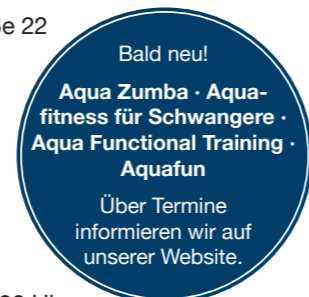 e 22
Bald neu!
Aqua Zumba · Aqua-
fitness für Schwangere ·
Aqua Functional Training ·
Aquafun
Über Termine
informieren wir auf
unserer Website.